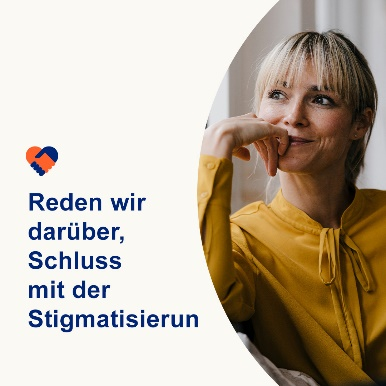 Reden wir
darüber,
Schluss
mit der
Stigmatisierun